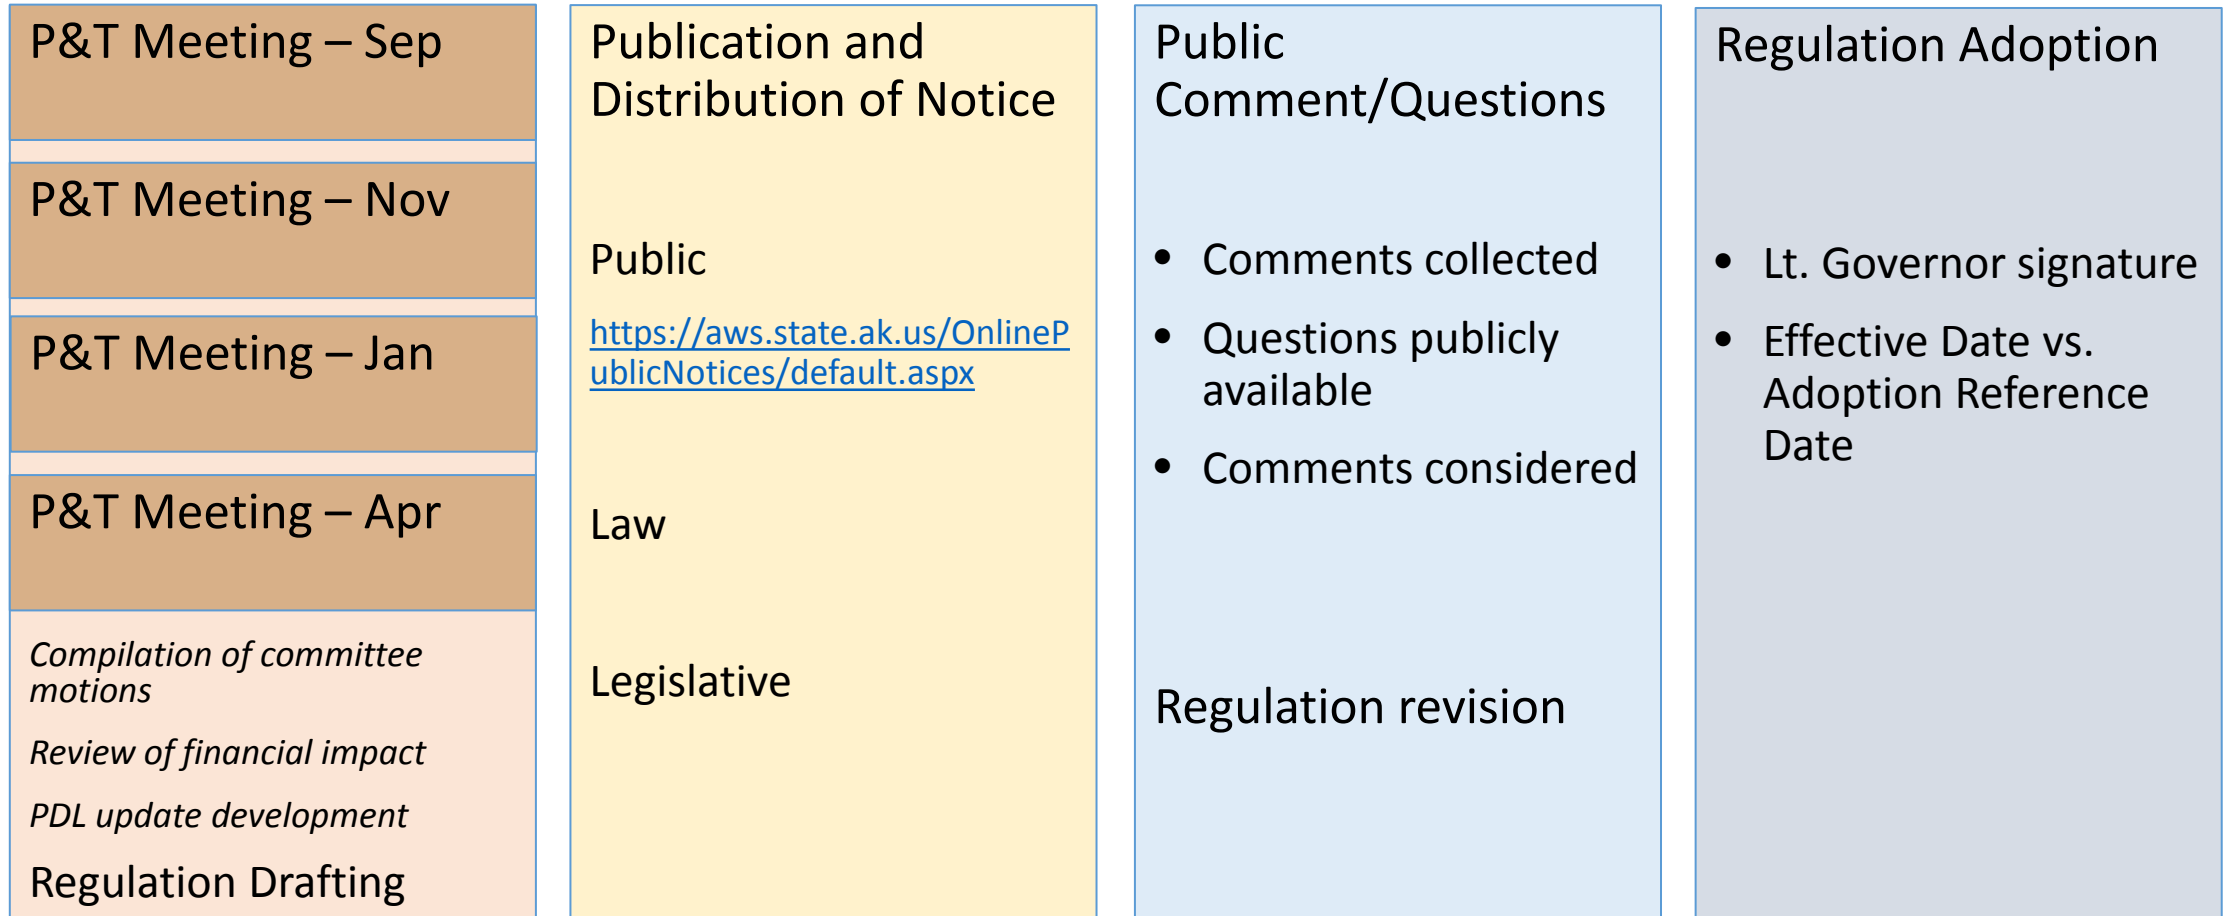 P&T Meeting – Sep
P&T Meeting – Nov
P&T Meeting – Jan
P&T Meeting – Apr
Compilation of committee
motions
Review of financial impact
PDL update development
Regulation Drafting
Publication and
Distribution of Notice
Public
https://aws.state.ak.us/OnlineP
ublicNotices/default.aspx
Law
Legislative
Public
Comment/Questions
• Comments collected
• Questions publicly
available
• Comments considered
Regulation revision
Regulation Adoption
• Lt. Governor signature
• Effective Date vs.
Adoption Reference
Date